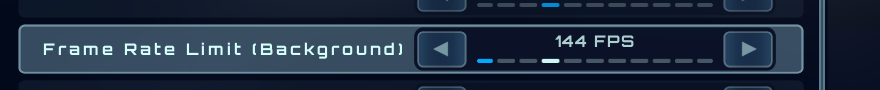 Frame Rate Limit (Background)
144 FPS